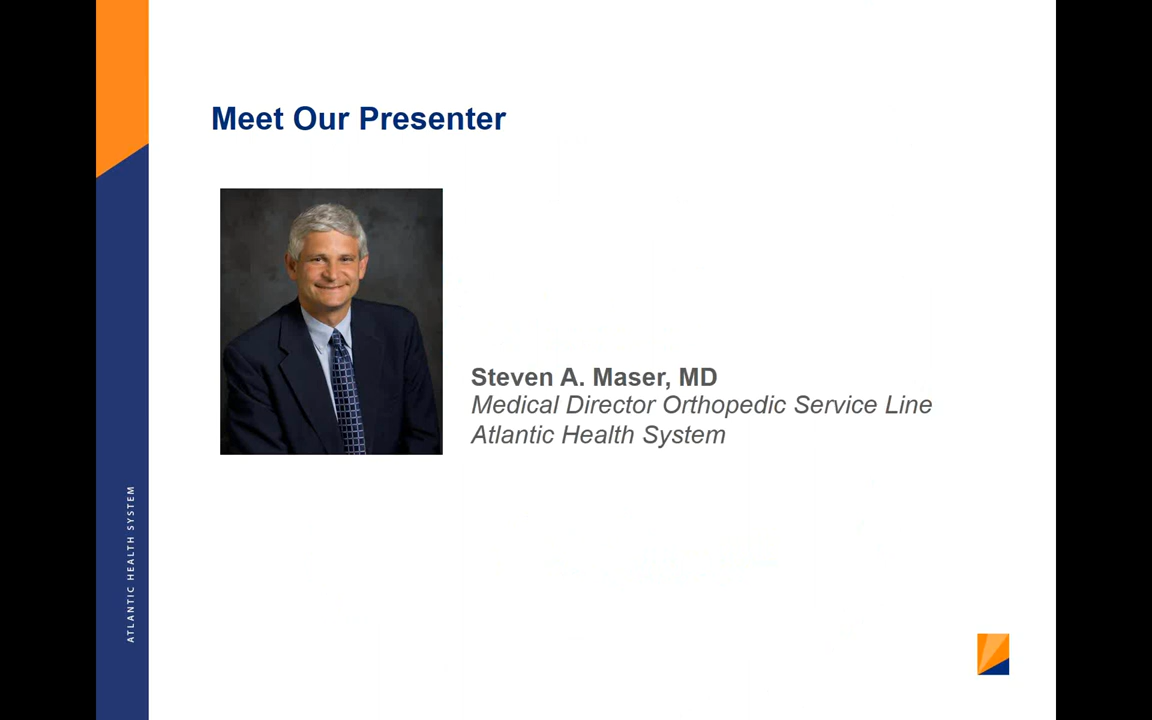 Meet Our Presenter
Steven A. Maser, MD
Medical Director Orthopedic Service Line
Atlantic Health System
ATLANTIC HEALTH SYSTEM